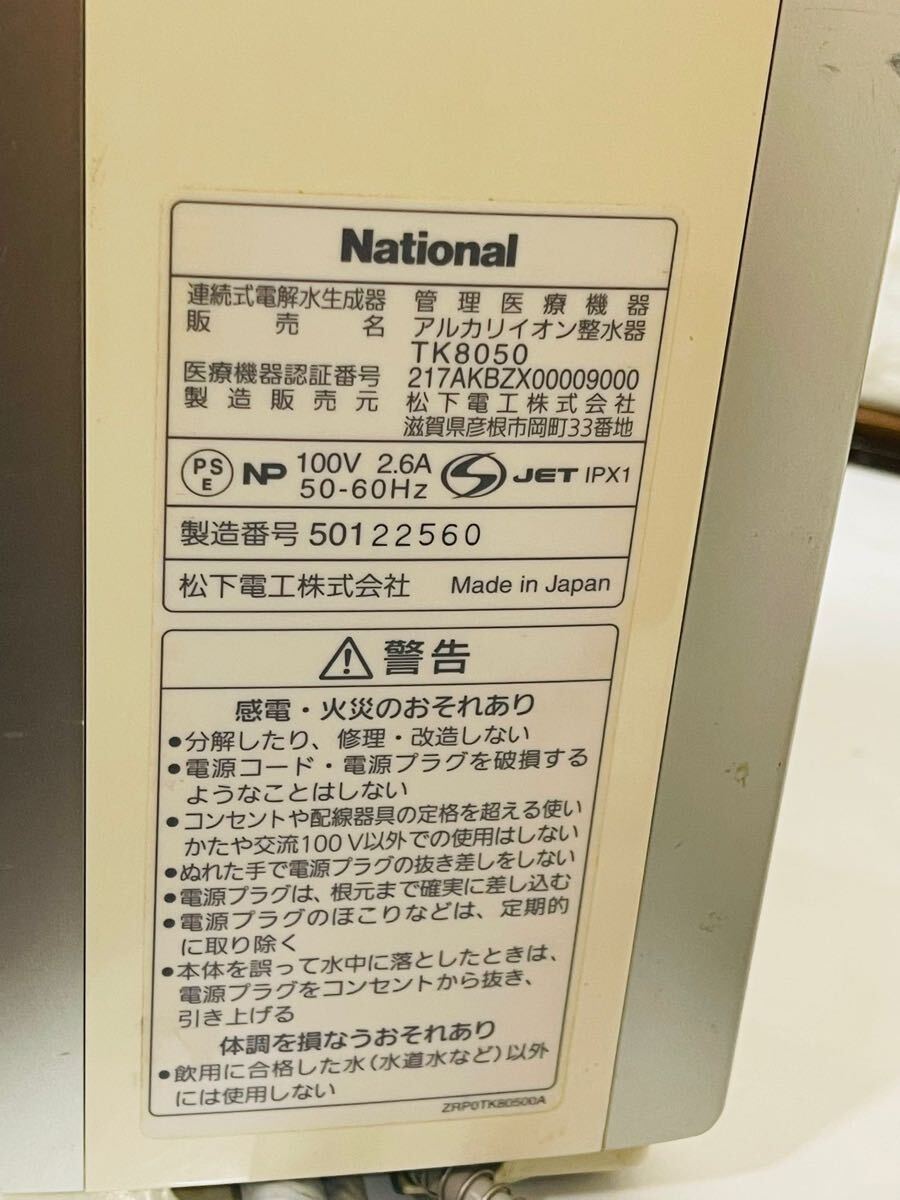 National
連続式電解水生成器 管理医療機器
販売名 アルカリイオン整水器
TK8050
医療機器認証番号 217AKBZX00009000
製造販売元 松下電工株式会社
滋賀県彦根市岡町33番地
PS E NP 100V 2.6A JET IPX1
50-60Hz
製造番号 50122560
松下電工株式会社 Made in Japan
警告
感電・火災のおそれあり
●分解したり、修理・改造しない
●電源コード・電源プラグを破損する
ようなことはしない
●コンセントや配線器具の定格を超える使い
かたや交流100V以外での使用はしない
●ぬれた手で電源プラグの抜き差しをしない
●電源プラグは、根元まで確実に差し込む
●電源プラグのほこりなどは、定期的
に取り除く
●本体を誤って水中に落としたときは、
電源プラグをコンセントから抜き、
引き上げる
体調を損なうおそれあり
●飲用に合格した水(水道水など)以外
には使用しない
ZRP0TK80500A